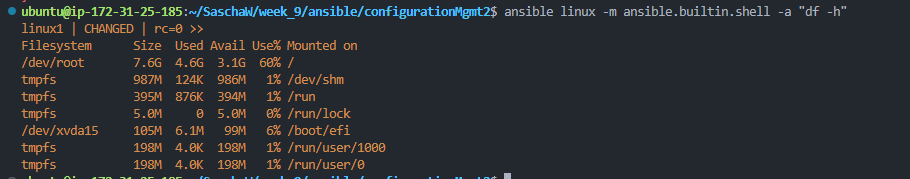 ubuntu@ip-172-31-25-185:~/SaschaW/week_9/ansible/configurationMgmt2$ ansible linux -m ansible.builtin.shell -a "df -h"
linux1 | CHANGED | rc=0 >>
Filesystem      Size  Used Avail Use% Mounted on
/dev/root       7.6G  4.6G  3.1G  60% /
tmpfs           987M  124K  986M   1% /dev/shm
tmpfs           395M  876K  394M   1% /run
tmpfs           5.0M     0  5.0M   0% /run/lock
/dev/xvda15     105M  6.1M   99M   6% /boot/efi
tmpfs           198M  4.0K  198M   1% /run/user/1000
tmpfs           198M  4.0K  198M   1% /run/user/0
ubuntu@ip-172-31-25-185:~/SaschaW/week_9/ansible/configurationMgmt2$